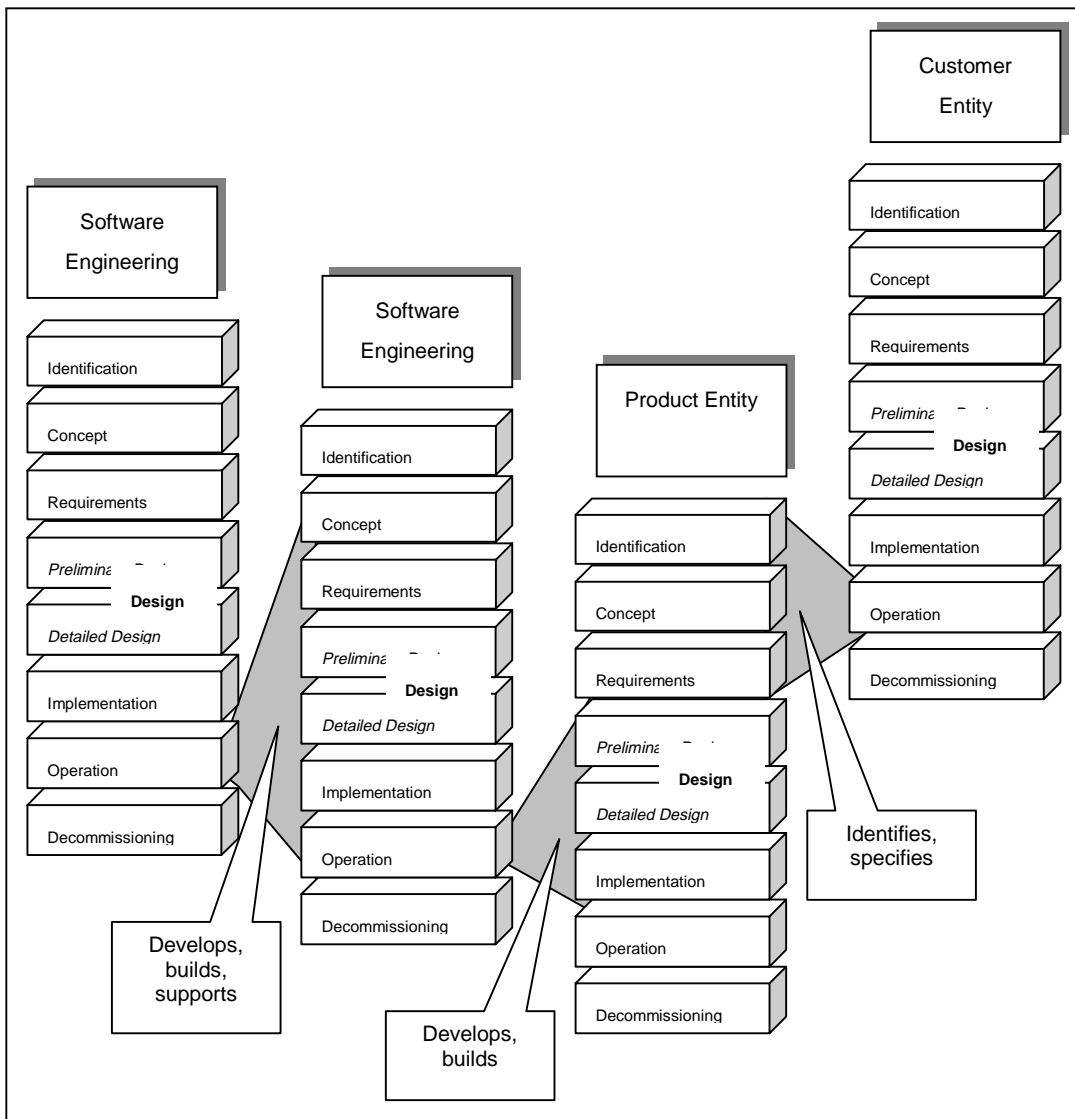 Software
Engineering
Identification
Concept
Requirements
Design
Detailed Design
Implementation
Operation
Decommissioning
Software
Engineering
Identification
Concept
Requirements
Design
Detailed Design
Implementation
Operation
Decommissioning
Product Entity
Identification
Concept
Requirements
Design
Detailed Design
Implementation
Operation
Decommissioning
Customer
Entity
Identification
Concept
Requirements
Design
Detailed Design
Implementation
Operation
Decommissioning
Develops,
builds,
supports
Develops,
builds
Identifies,
specifies